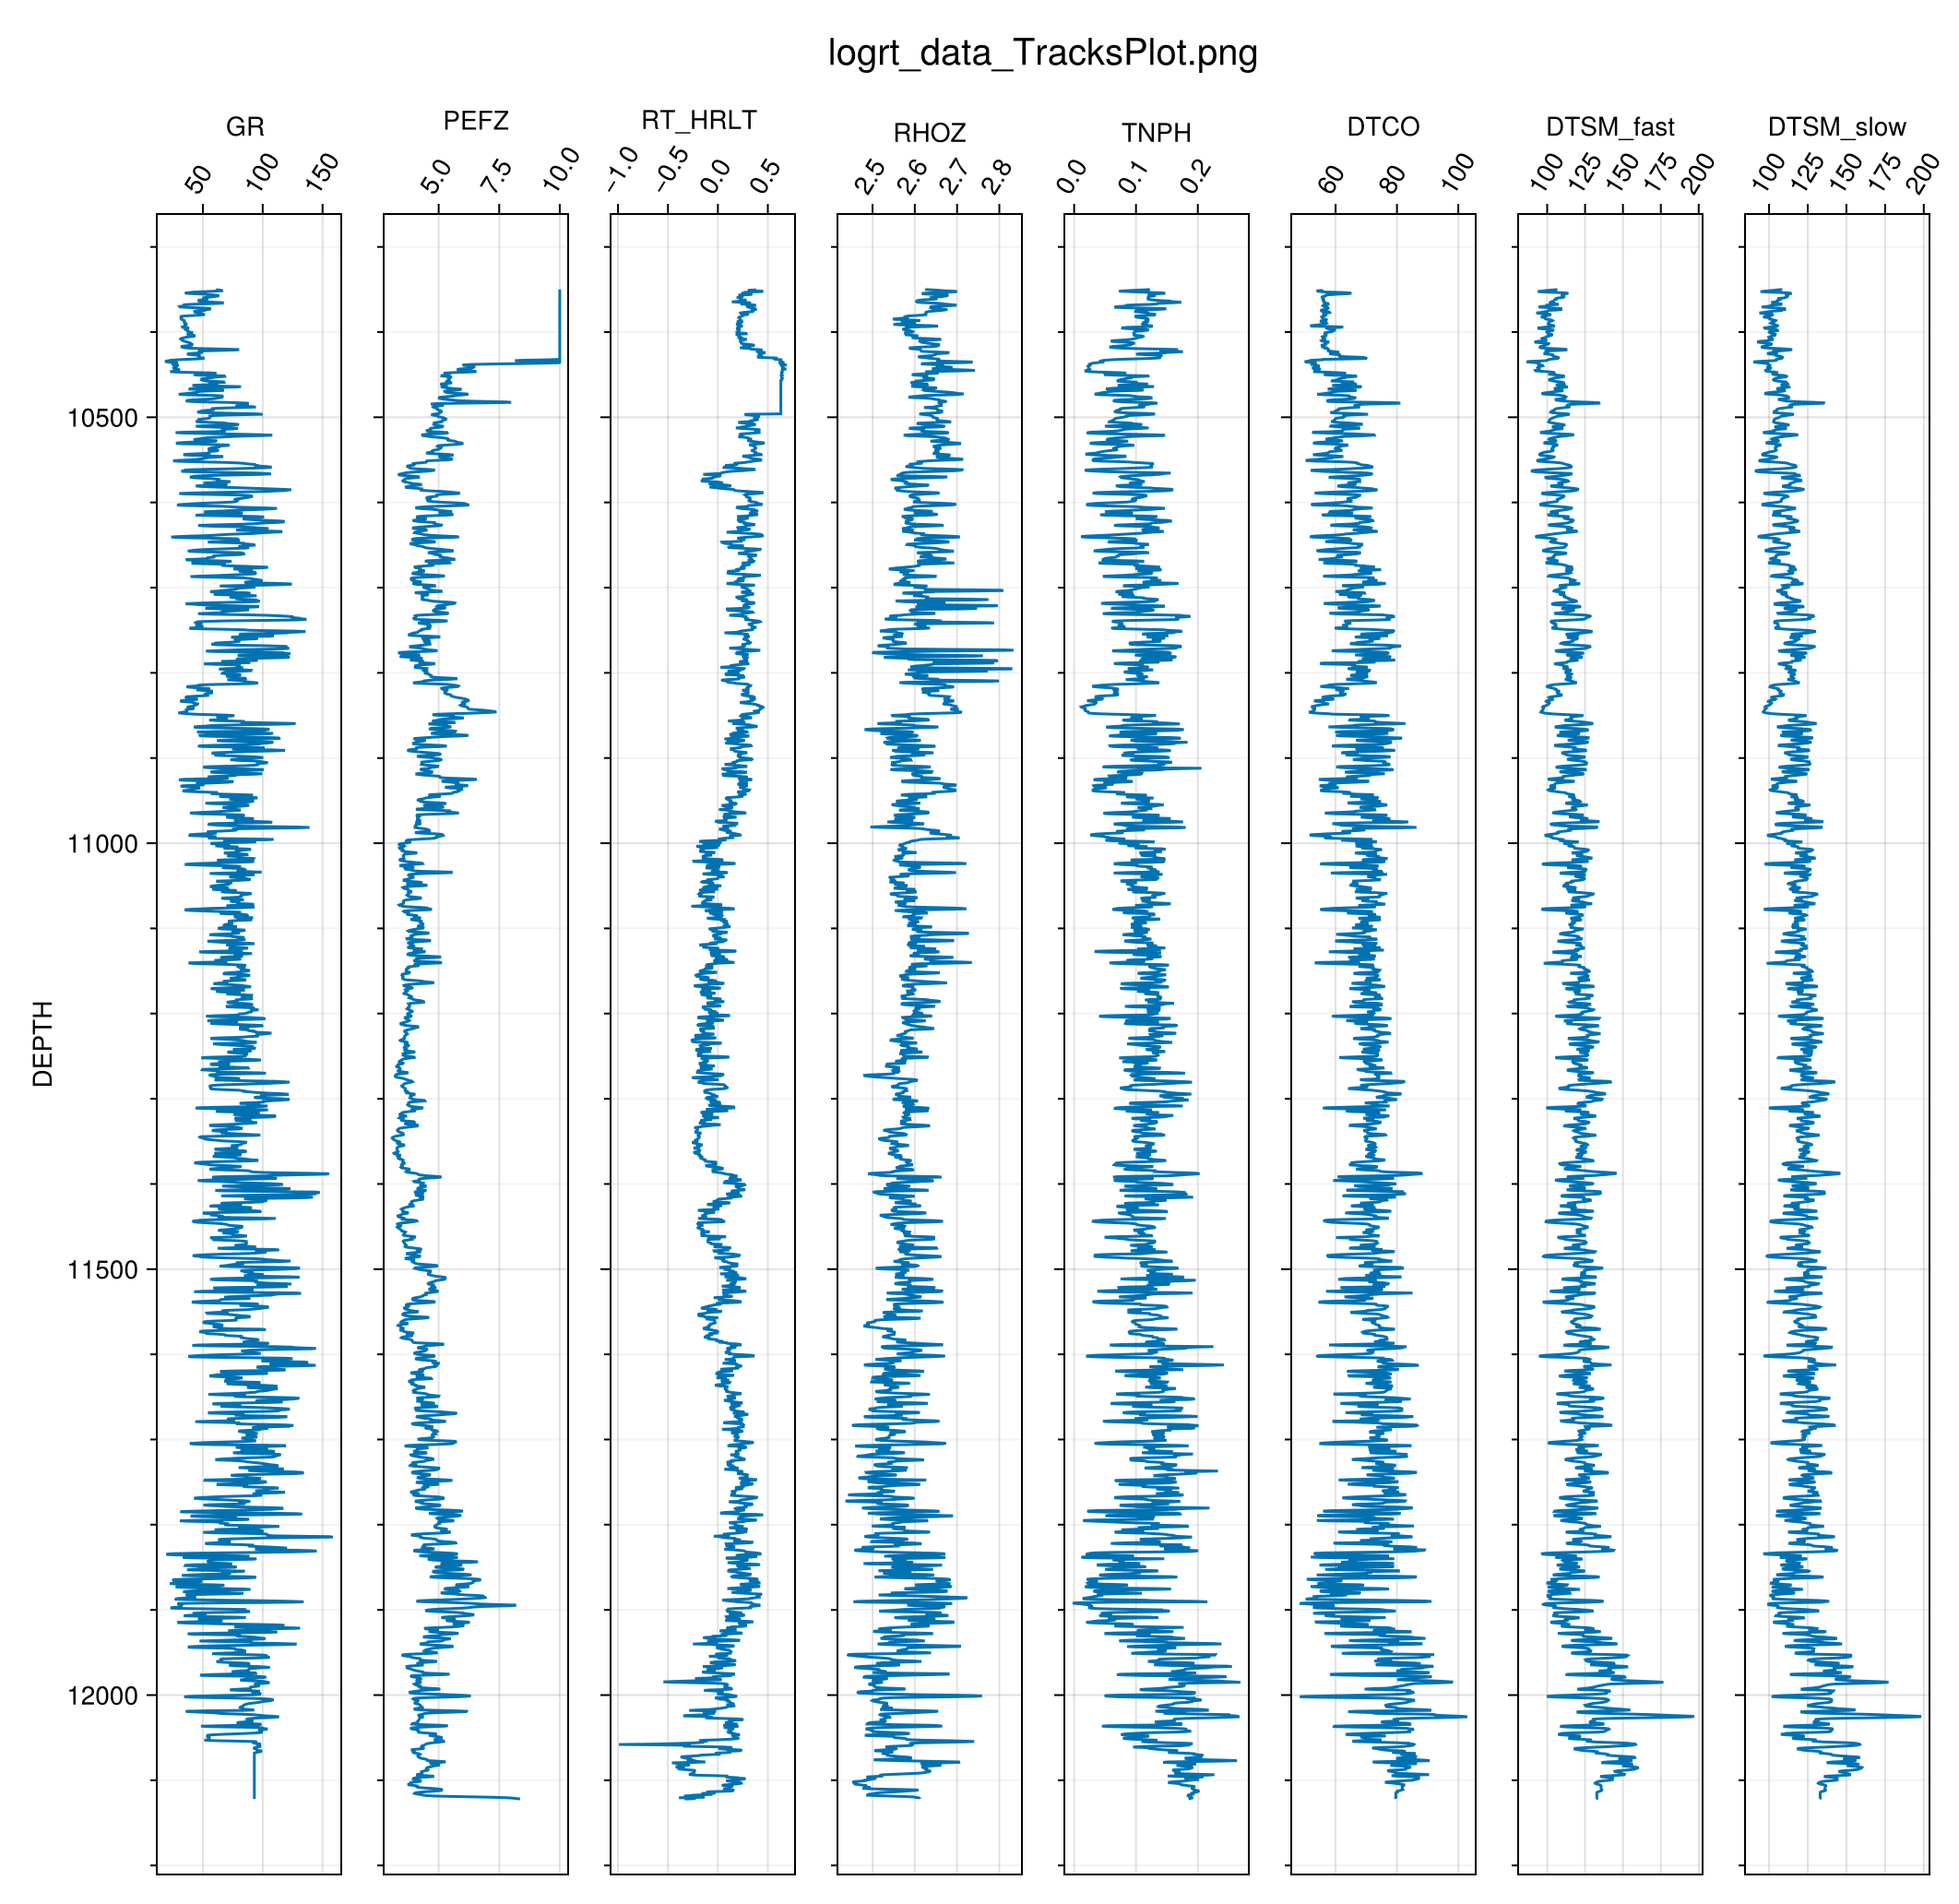 logrt_data_TracksPlot.png
GR PEFZ RT_HRLT RHOZ TNPH DTCO DTSM_fast DTSM_slow
50 100 150 5.0 7.5 10.0 −1.0 −0.5 0.0 0.5 2.5 2.6 2.7 2.8 0.0 0.1 0.2 60 80 100 100 125 150 175 200 100 125 150 175 200
10500
11000
DEPTH
11500
12000